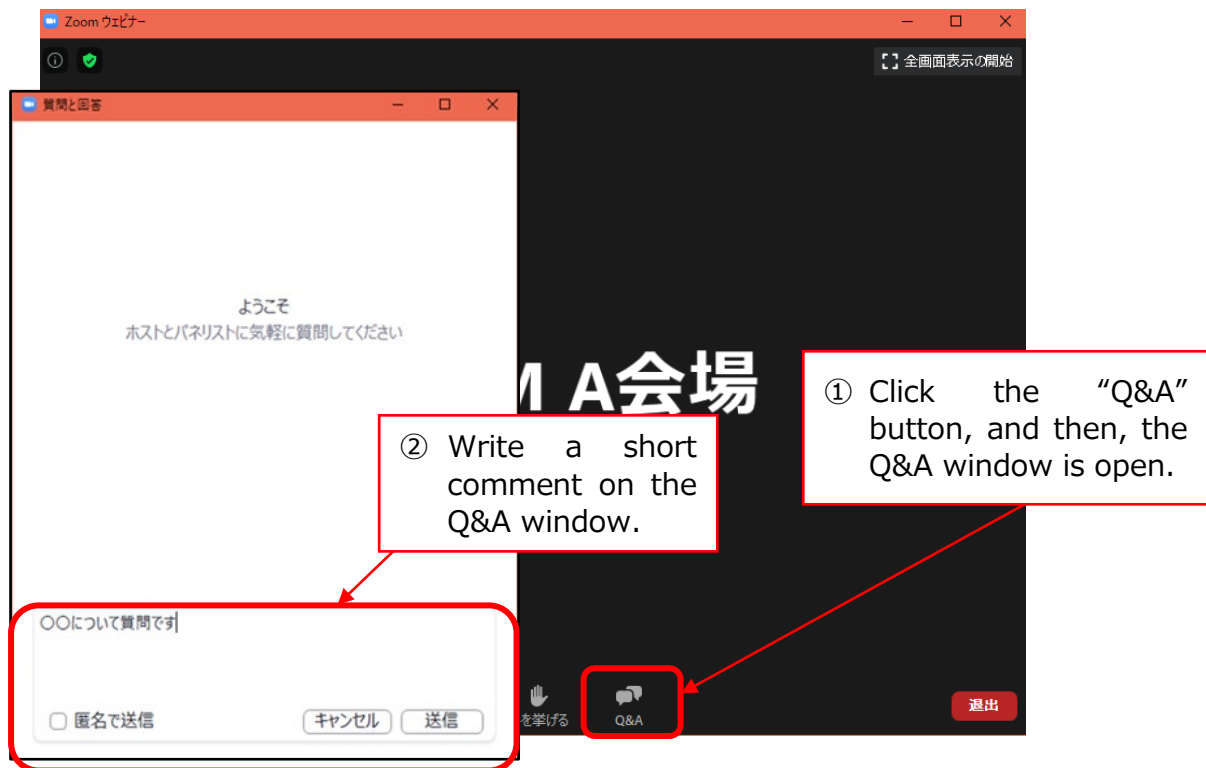 Zoom ウェビナー
全画面表示の開始
質問と回答
ようこそ
ホストとパネリストに気軽に質問してください
A会場
① Click the “Q&A”
button, and then, the
Q&A window is open.
② Write a short
comment on the
Q&A window.
〇〇について質問です
匿名で送信
キャンセル
送信
を挙げる
Q&A
退出